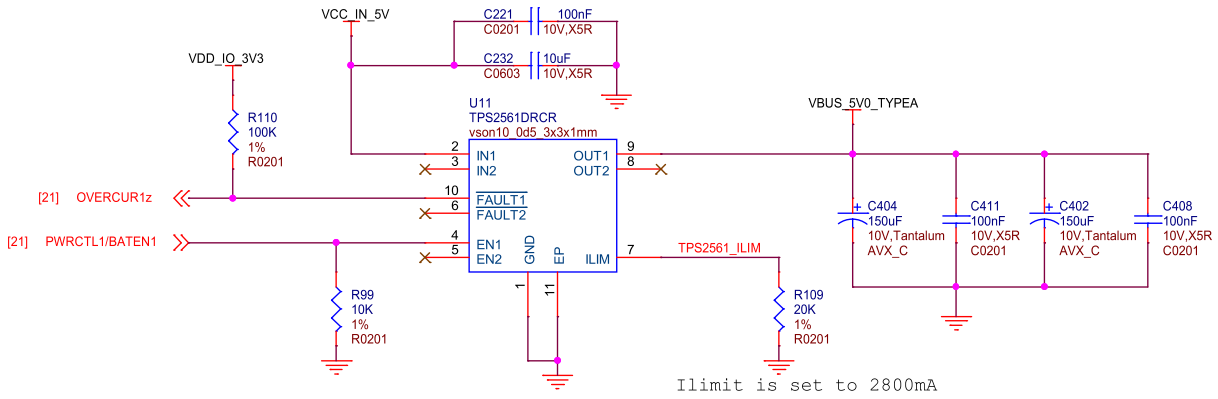 VCC_IN_5V
C221 100nF
C0201 10V,X5R
C232 10uF
C0603 10V,X5R
VDD_IO_3V3
R110
100K
1%
R0201
U11
TPS2561DRCR
vson10_0d5_3x3x1mm
VBUS_5V0_TYPEA
2 IN1 OUT1 9
3 IN2 OUT2 8
[21] OVERCUR1z
10 FAULT1
6 FAULT2
[21] PWRCTL1/BATEN1
4 EN1
5 EN2
GND
EP
ILIM 7
TPS2561_ILIM
1
11
C404
150uF
10V,Tantalum
AVX_C
C411
100nF
10V,X5R
C0201
C402
150uF
10V,Tantalum
AVX_C
C408
100nF
10V,X5R
C0201
R99
10K
1%
R0201
R109
20K
1%
R0201
Ilimit is set to 2800mA